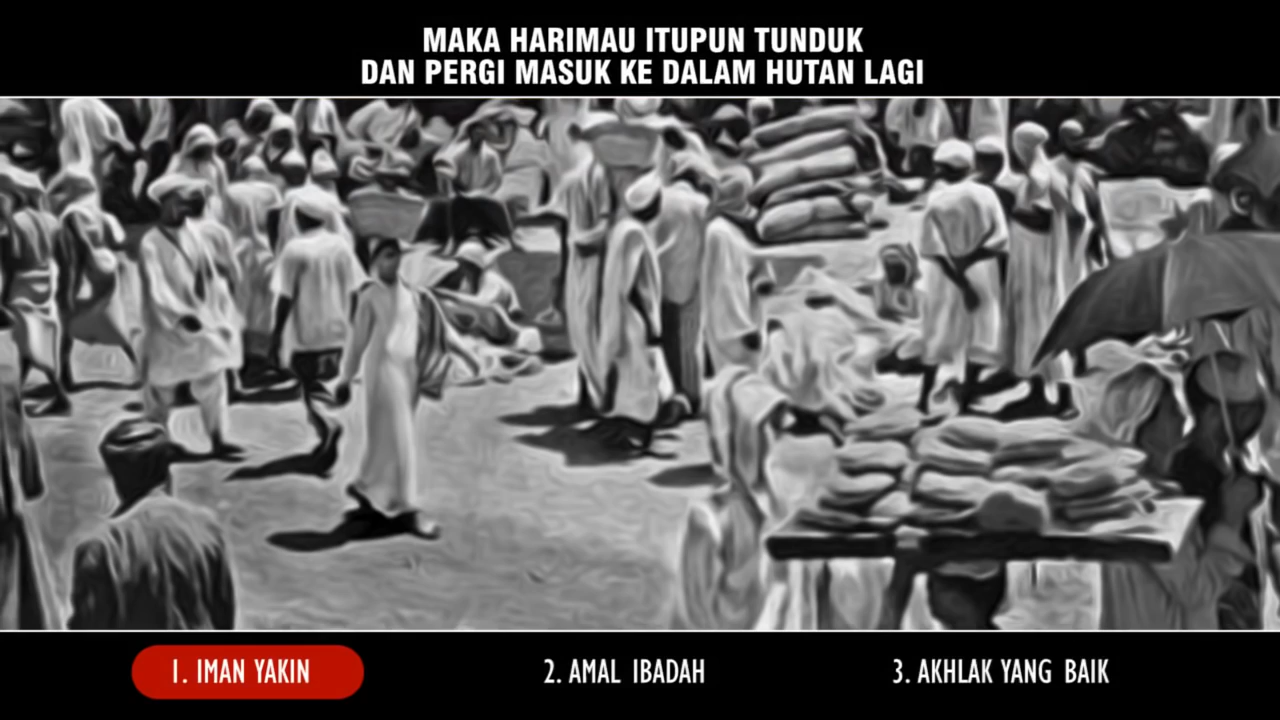 MAKA HARIMAU ITUPUN TUNDUK
DAN PERGI MASUK KE DALAM HUTAN LAGI
1. IMAN YAKIN
2. AMAL IBADAH
3. AKHLAK YANG BAIK